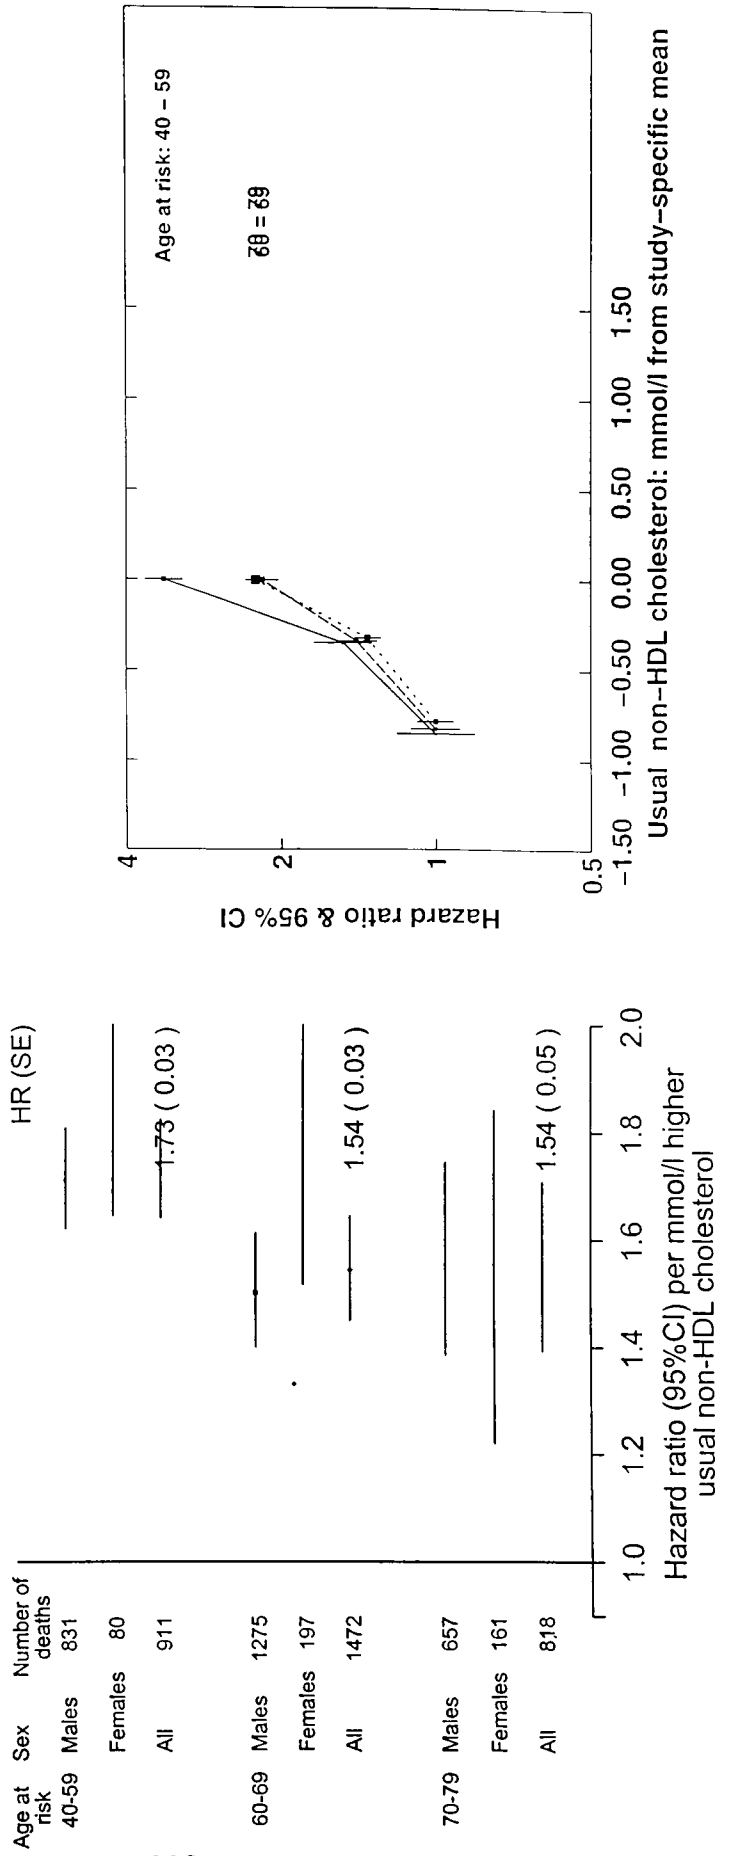 Age at risk Sex Number of deaths HR (SE)
40-59 Males 831
Females 80
All 911 1.73 ( 0.03 )
60-69 Males 1275
Females 197
All 1472 1.54 ( 0.03 )
70-79 Males 657
Females 161
All 818 1.54 ( 0.05 )
1.0 1.2 1.4 1.6 1.8 2.0
Hazard ratio (95%CI) per mmol/l higher
usual non-HDL cholesterol
Hazard ratio & 95% CI
4
2
1
0.5
Age at risk: 40 – 59
−1.50 −1.00 −0.50 0.00 0.50 1.00 1.50
Usual non−HDL cholesterol: mmol/l from study−specific mean